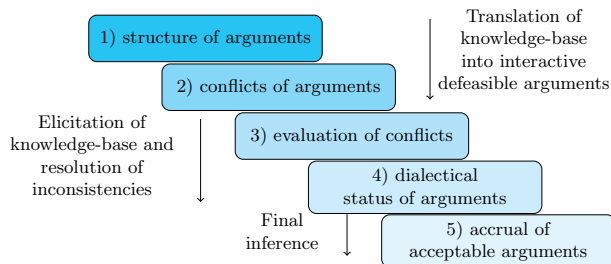 1) structure of arguments
Translation of
knowledge-base
into interactive
defeasible arguments
2) conflicts of arguments
Elicitation of
knowledge-base and
resolution of
inconsistencies
3) evaluation of conflicts
4) dialectical
status of arguments
Final
inference
5) accrual of
acceptable arguments